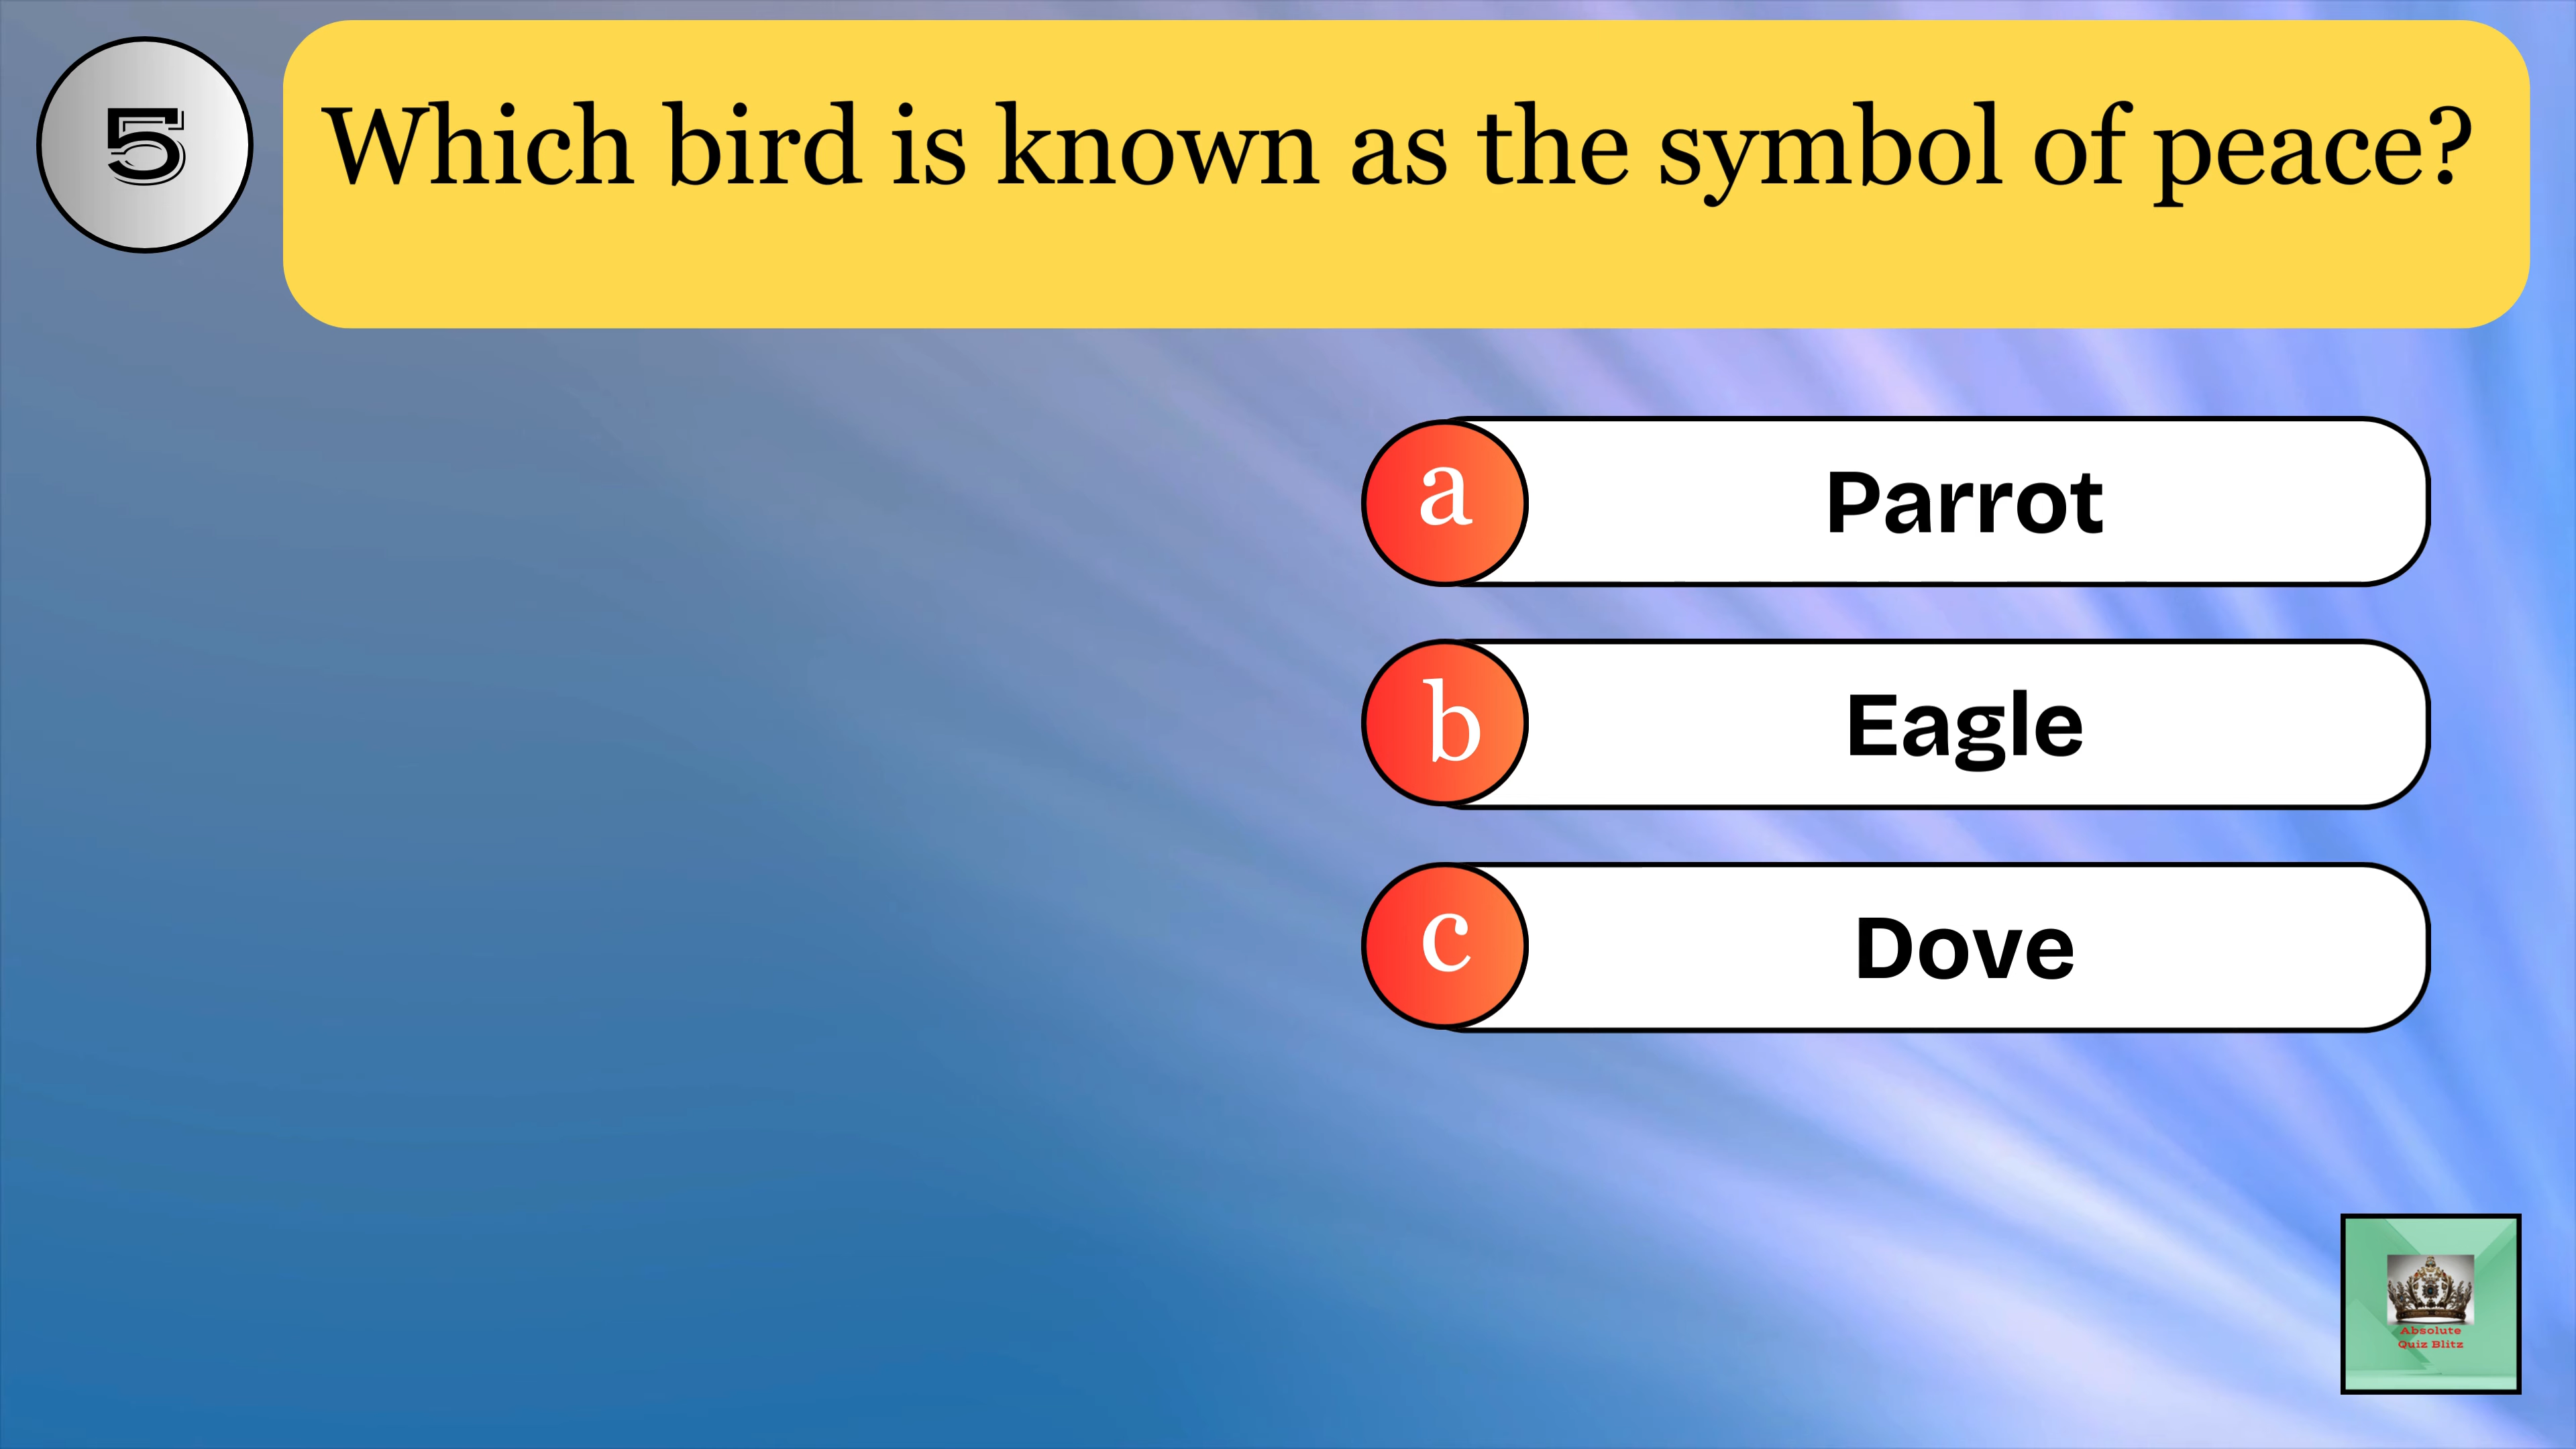 5
Which bird is known as the symbol of peace?
a
Parrot
b
Eagle
c
Dove
Absolute
Quiz Blitz